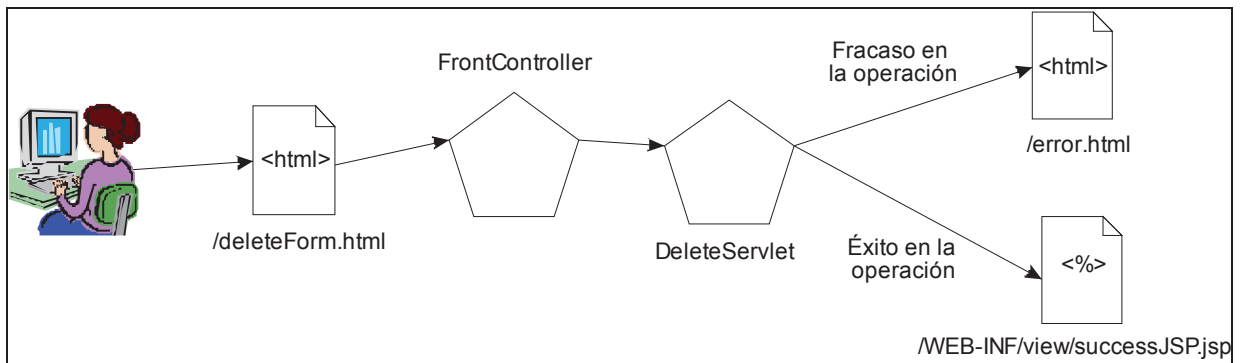 FrontController
Fracaso en
la operación
<html>
/error.html
<html>
/deleteForm.html
DeleteServlet
Éxito en la
operación
<%>
/WEB-INF/view/successJSP.jsp